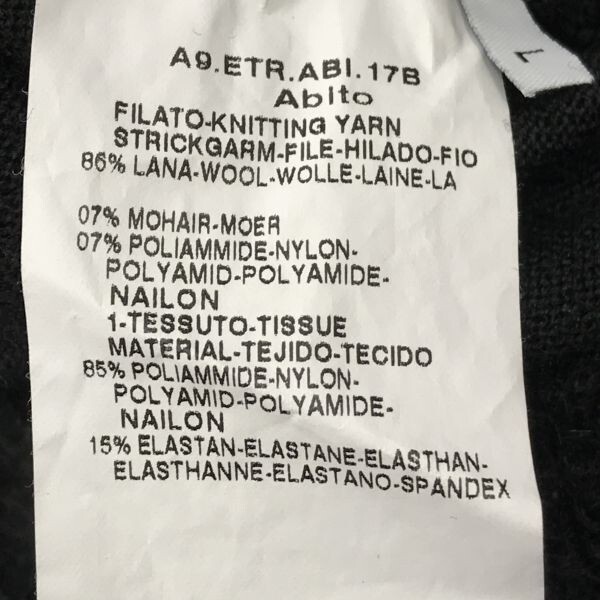 L
A9.ETR.ABI.17B
Abito
FILATO-KNITTING YARN
STRICKGARM-FILE-HILADO-FIO
86% LANA-WOOL-WOLLE-LAINE-LA
07% MOHAIR-MOER
07% POLIAMMIDE-NYLON-
POLYAMID-POLYAMIDE-
NAILON
1-TESSUTO-TISSUE
MATERIAL-TEJIDO-TECIDO
85% POLIAMMIDE-NYLON-
POLYAMID-POLYAMIDE-
NAILON
15% ELASTAN-ELASTANE-ELASTHAN-
ELASTHANNE-ELASTANO-SPANDEX